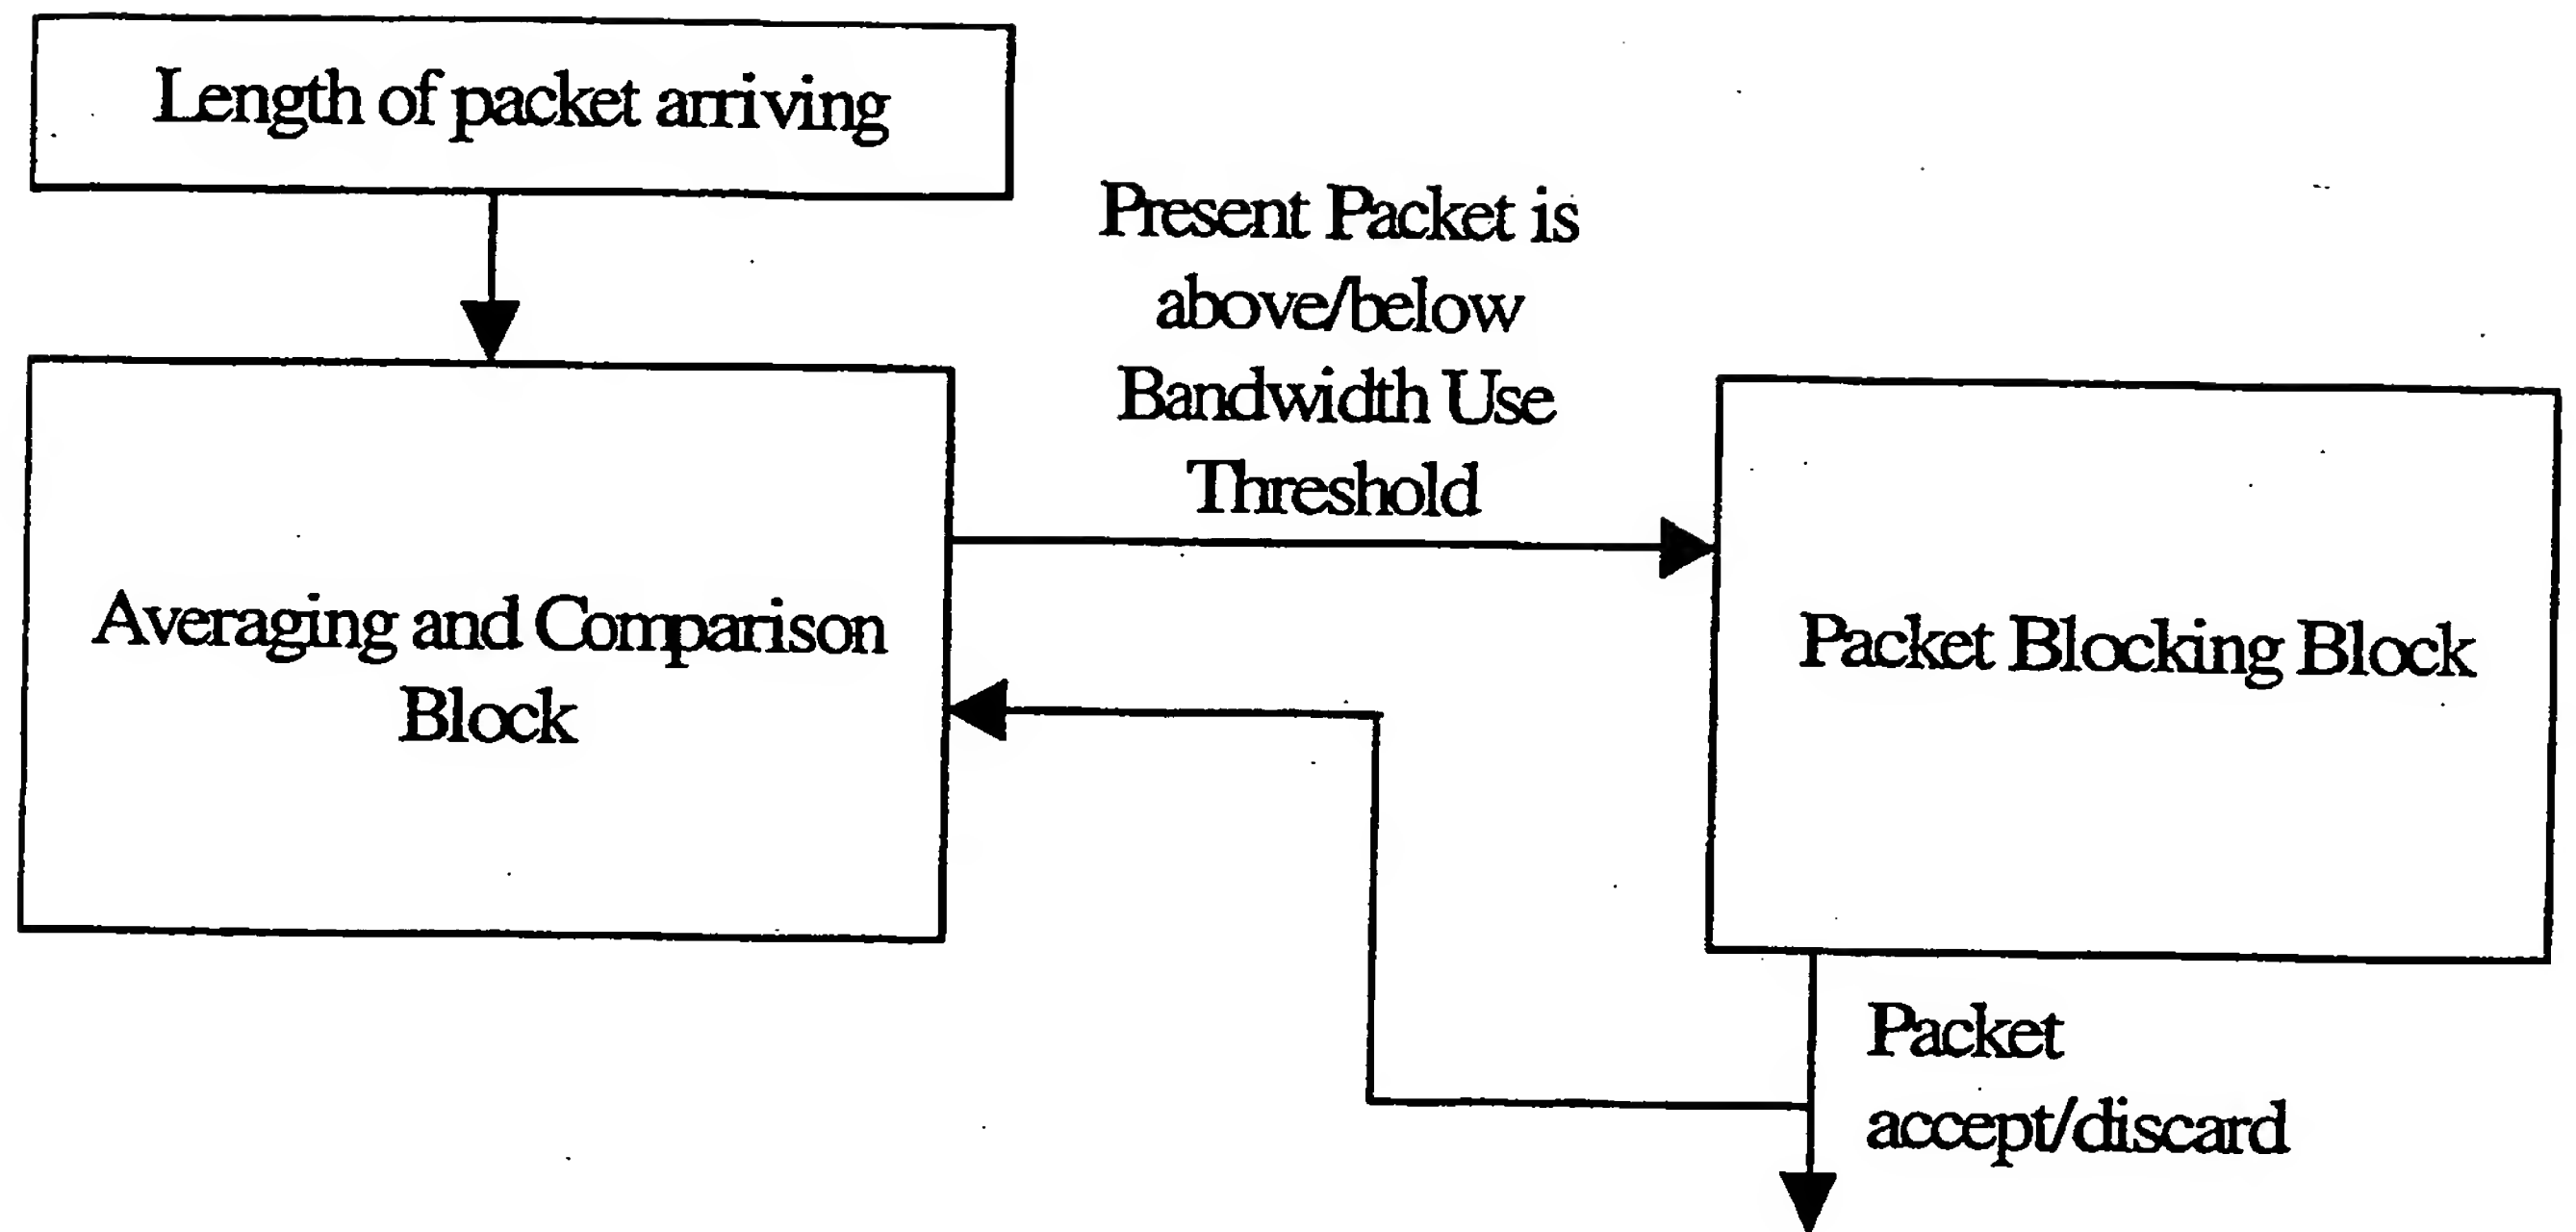 Length of packet arriving
Present Packet is
above/below
Bandwidth Use
Threshold
Averaging and Comparison
Block
Packet Blocking Block
Packet
accept/discard